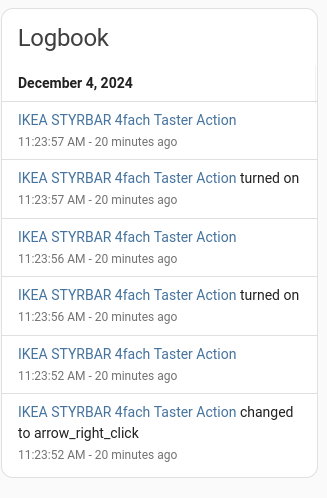 Logbook
December 4, 2024
IKEA STYRBAR 4fach Taster Action
11:23:57 AM - 20 minutes ago
IKEA STYRBAR 4fach Taster Action turned on
11:23:57 AM - 20 minutes ago
IKEA STYRBAR 4fach Taster Action
11:23:56 AM - 20 minutes ago
IKEA STYRBAR 4fach Taster Action turned on
11:23:56 AM - 20 minutes ago
IKEA STYRBAR 4fach Taster Action
11:23:52 AM - 20 minutes ago
IKEA STYRBAR 4fach Taster Action changed
to arrow_right_click
11:23:52 AM - 20 minutes ago